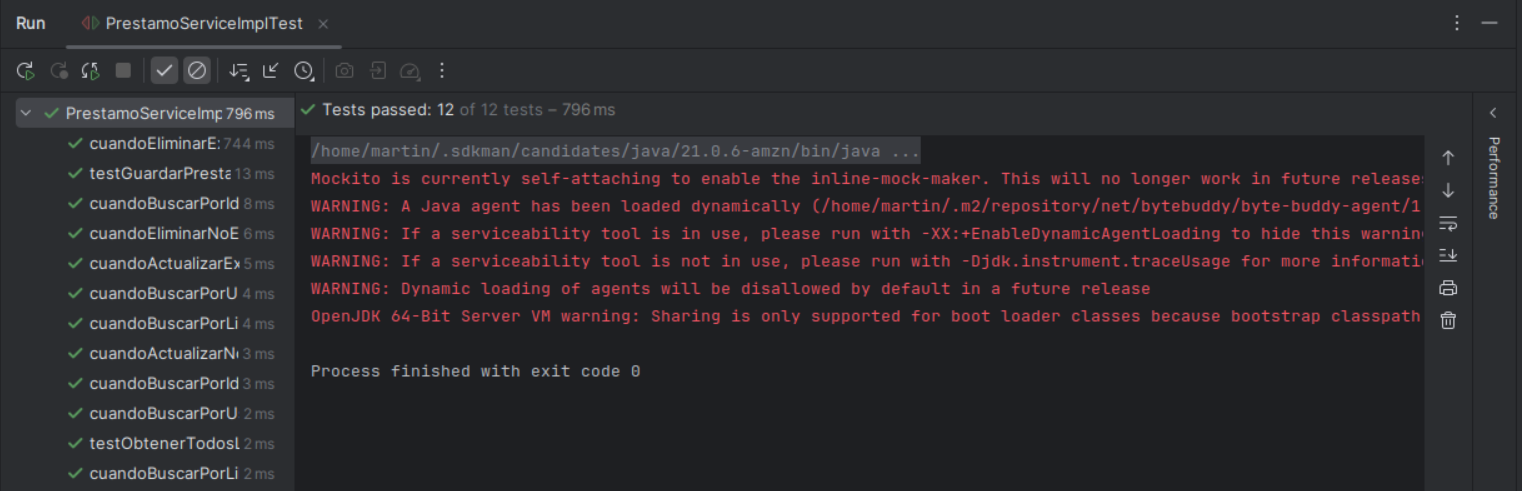 Run PrestamoServiceImplTest
PrestamoServiceImp 796 ms
cuandoEliminarE: 744 ms
testGuardarPresta 13 ms
cuandoBuscarPorId 8 ms
cuandoEliminarNoE 6 ms
cuandoActualizarEx 5 ms
cuandoBuscarPorU 4 ms
cuandoBuscarPorLi 4 ms
cuandoActualizarNo 3 ms
cuandoBuscarPorId 3 ms
cuandoBuscarPorU 2 ms
testObtenerTodosL 2 ms
cuandoBuscarPorLi 2 ms
Tests passed: 12 of 12 tests – 796 ms
/home/martin/.sdkman/candidates/java/21.0.6-amzn/bin/java ...
Mockito is currently self-attaching to enable the inline-mock-maker. This will no longer work in future releases
WARNING: A Java agent has been loaded dynamically (/home/martin/.m2/repository/net/bytebuddy/byte-buddy-agent/1
WARNING: If a serviceability tool is in use, please run with -XX:+EnableDynamicAgentLoading to hide this warnin
WARNING: If a serviceability tool is not in use, please run with -Djdk.instrument.traceUsage for more informati
WARNING: Dynamic loading of agents will be disallowed by default in a future release
OpenJDK 64-Bit Server VM warning: Sharing is only supported for boot loader classes because bootstrap classpath
Process finished with exit code 0
Performance